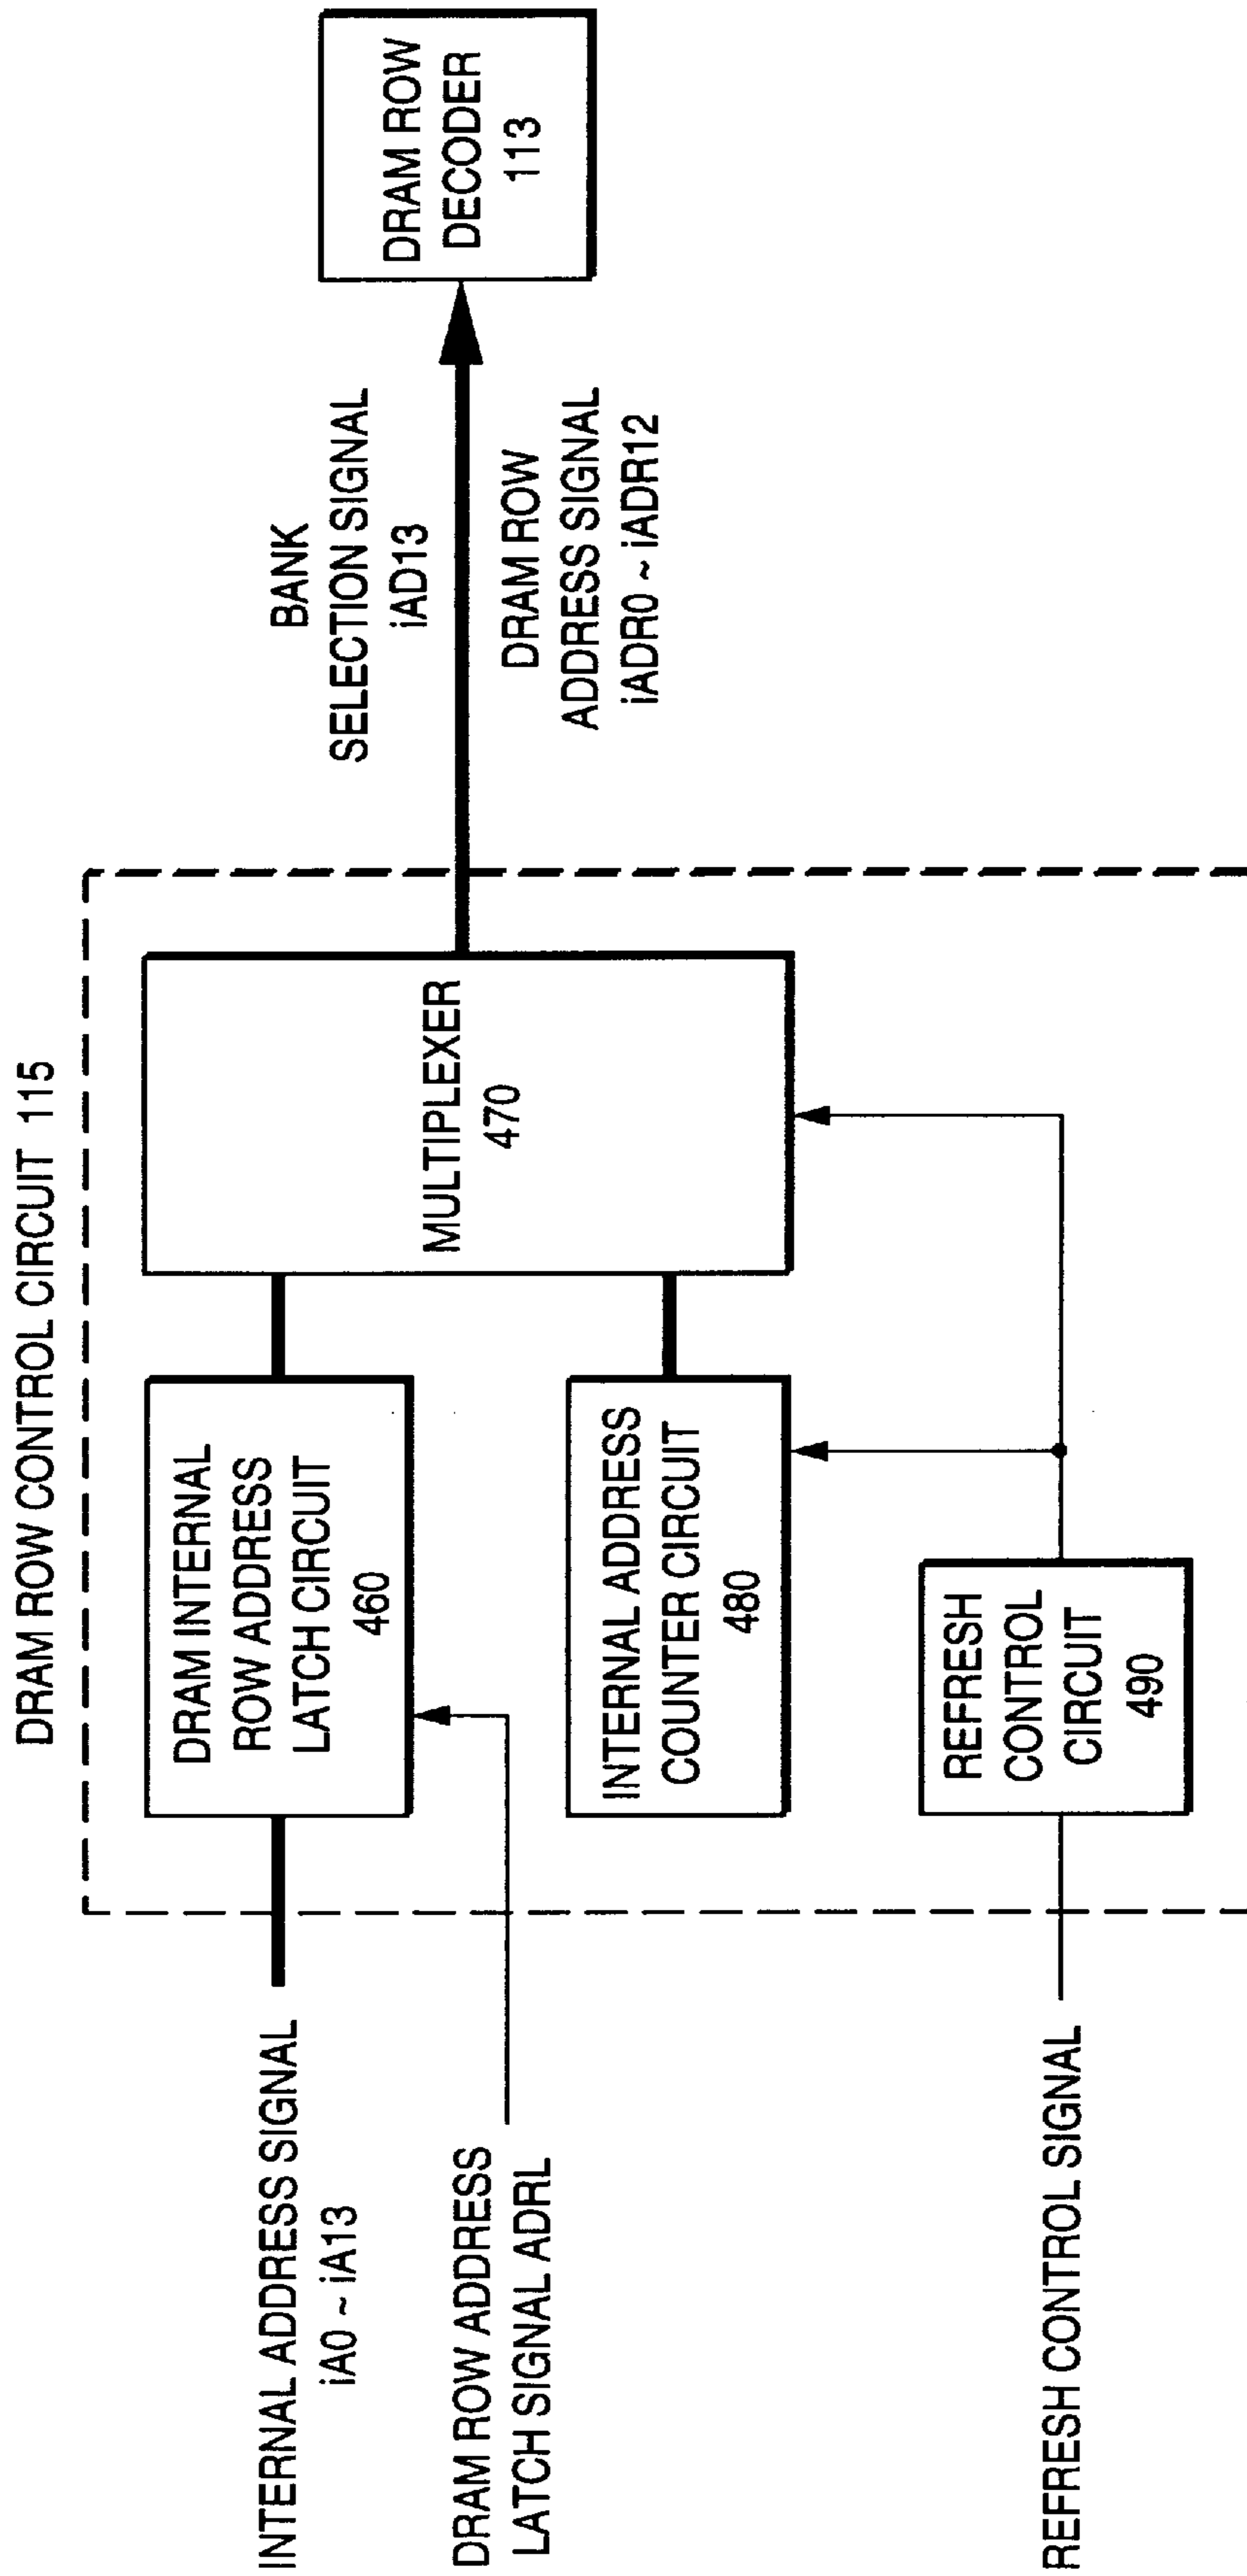 DRAM ROW CONTROL CIRCUIT 115
INTERNAL ADDRESS SIGNAL
iA0 ~ iA13
DRAM ROW ADDRESS
LATCH SIGNAL ADRL
REFRESH CONTROL SIGNAL
DRAM INTERNAL
ROW ADDRESS
LATCH CIRCUIT
460
INTERNAL ADDRESS
COUNTER CIRCUIT
480
REFRESH
CONTROL
CIRCUIT
490
MULTIPLEXER
470
BANK
SELECTION SIGNAL
iAD13
DRAM ROW
ADDRESS SIGNAL
iADR0 ~ iADR12
DRAM ROW
DECODER
113